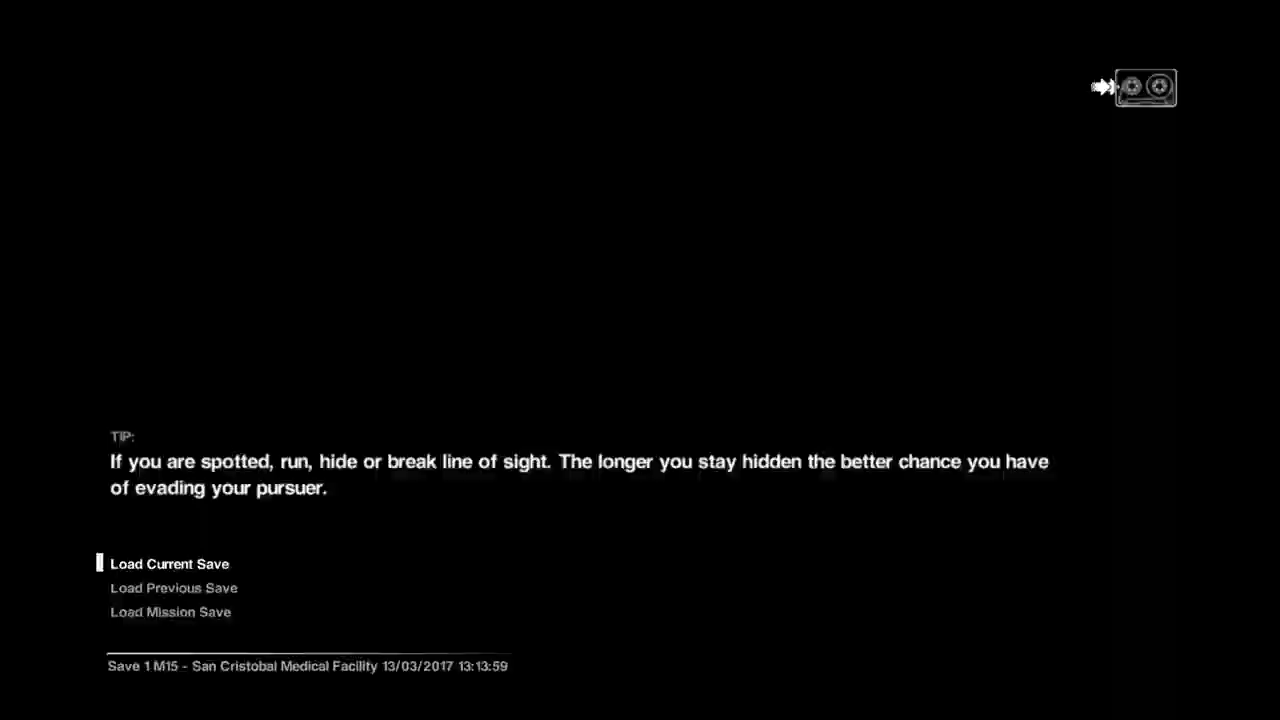 TIP:
If you are spotted, run, hide or break line of sight. The longer you stay hidden the better chance you have
of evading your pursuer.
Load Current Save
Load Previous Save
Load Mission Save
Save 1 M15 - San Cristobal Medical Facility 13/03/2017 13:13:59